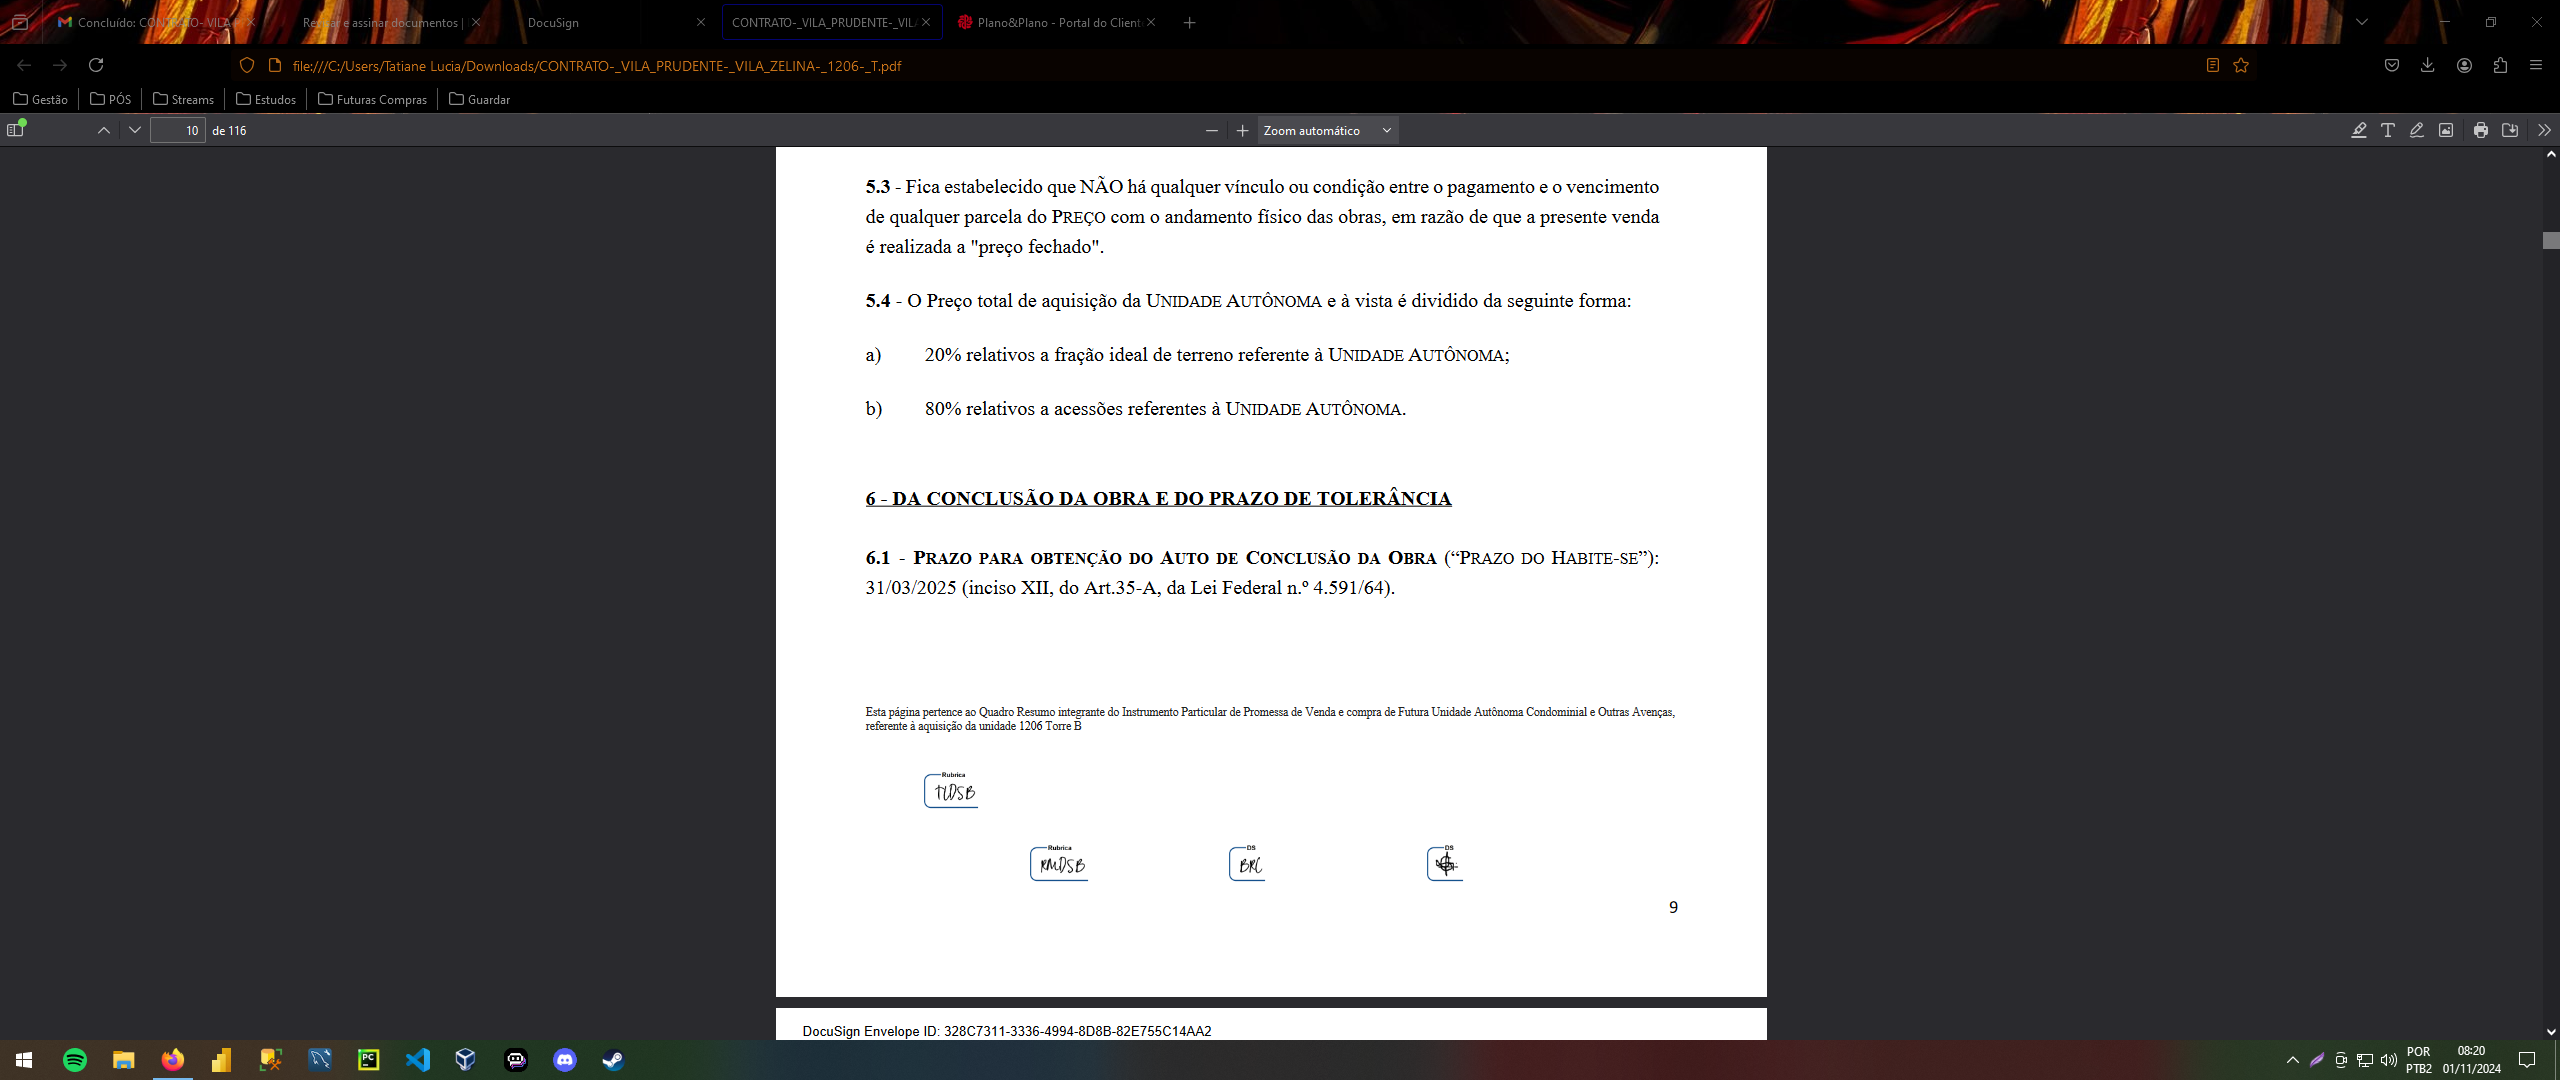 Concluído: CONTRATO-_VILA
Revisar e assinar documentos |
DocuSign
CONTRATO-_VILA_PRUDENTE-_VILA
Plano&Plano - Portal do Client
file:///C:/Users/Tatiane Lucia/Downloads/CONTRATO-_VILA_PRUDENTE-_VILA_ZELINA-_1206-_T.pdf
Gestão
PÓS
Streams
Estudos
Futuras Compras
Guardar
10 de 116
Zoom automático
5.3 - Fica estabelecido que NÃO há qualquer vínculo ou condição entre o pagamento e o vencimento
de qualquer parcela do PREÇO com o andamento físico das obras, em razão de que a presente venda
é realizada a "preço fechado".
5.4 - O Preço total de aquisição da UNIDADE AUTÔNOMA e à vista é dividido da seguinte forma:
a) 20% relativos a fração ideal de terreno referente à UNIDADE AUTÔNOMA;
b) 80% relativos a acessões referentes à UNIDADE AUTÔNOMA.
6 - DA CONCLUSÃO DA OBRA E DO PRAZO DE TOLERÂNCIA
6.1 - PRAZO PARA OBTENÇÃO DO AUTO DE CONCLUSÃO DA OBRA (“PRAZO DO HABITE-SE”):
31/03/2025 (inciso XII, do Art.35-A, da Lei Federal n.º 4.591/64).
Esta página pertence ao Quadro Resumo integrante do Instrumento Particular de Promessa de Venda e compra de Futura Unidade Autônoma Condominial e Outras Avenças,
referente à aquisição da unidade 1206 Torre B
Rubrica
TLDSB
Rubrica
RMDSB
DS
BRC
DS
9
DocuSign Envelope ID: 328C7311-3336-4994-8D8B-82E755C14AA2
PC
POR
PTB2
08:20
01/11/2024